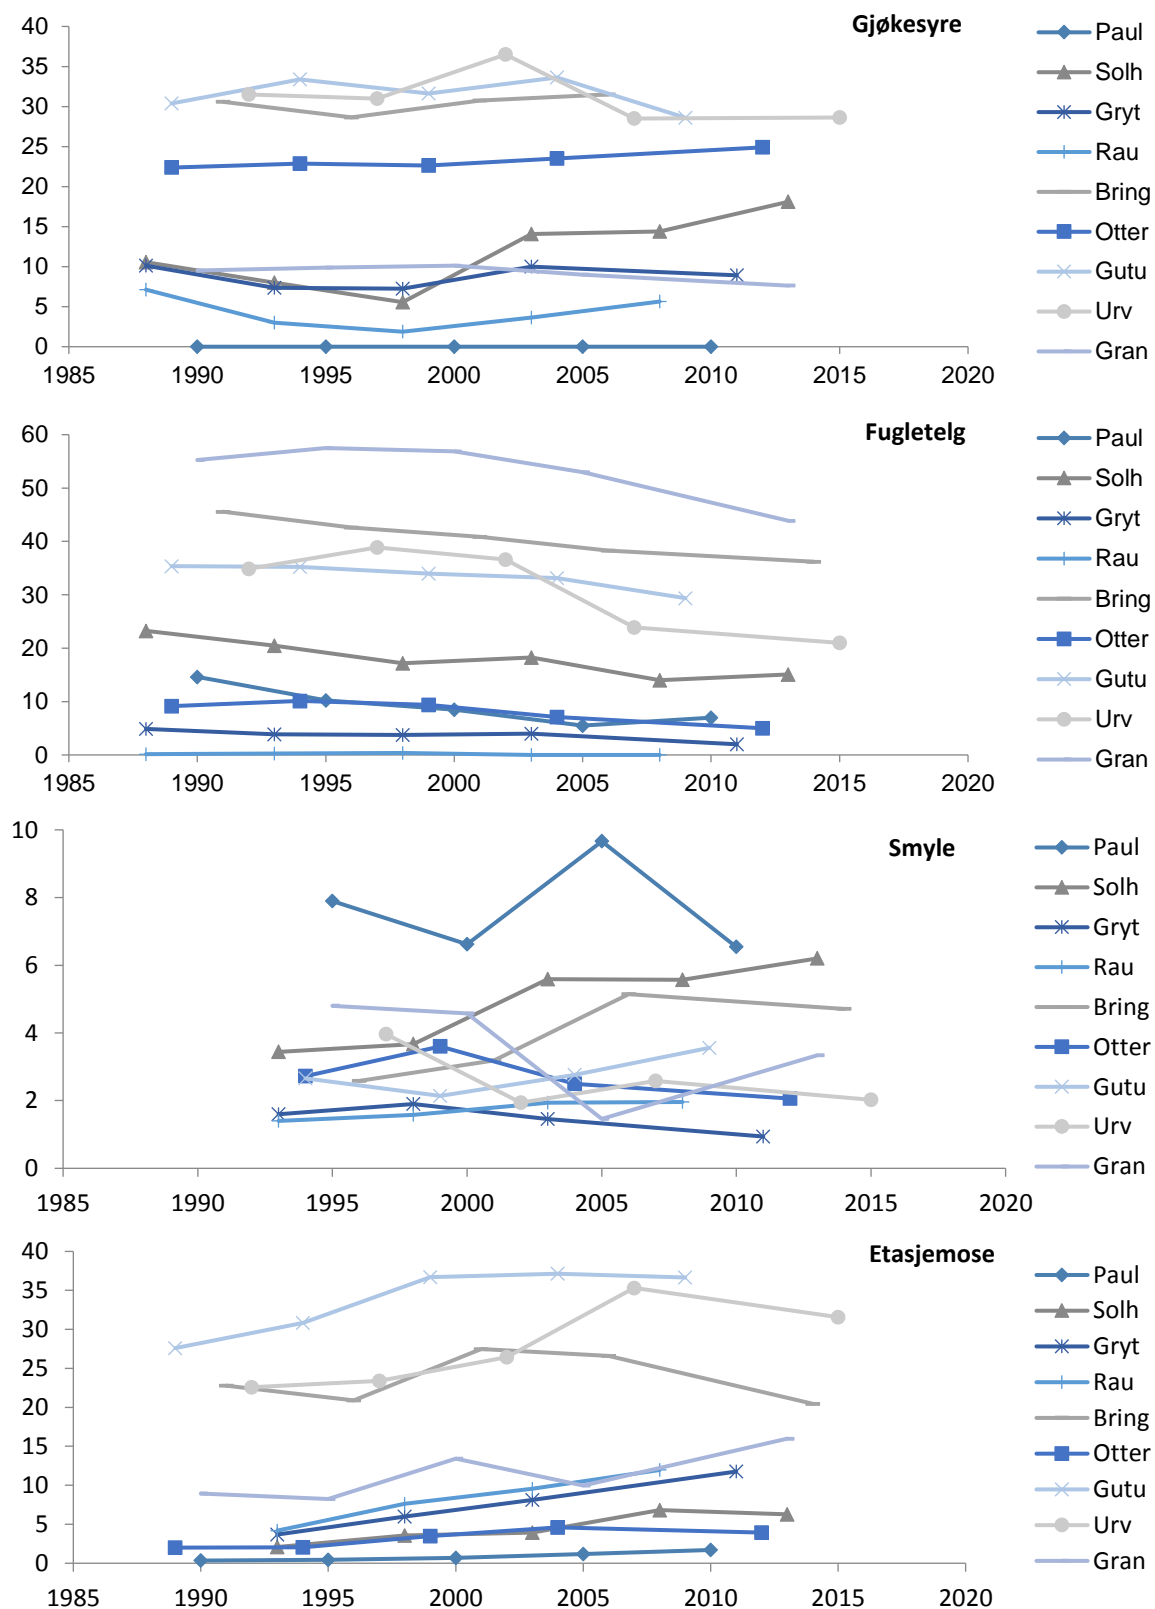 Gjøkesyre
40
35
30
25
20
15
10
5
0
1985 1990 1995 2000 2005 2010 2015 2020
Paul
Solh
Gryt
Rau
Bring
Otter
Gutu
Urv
Gran
Fugletelg
60
50
40
30
20
10
0
1985 1990 1995 2000 2005 2010 2015 2020
Paul
Solh
Gryt
Rau
Bring
Otter
Gutu
Urv
Gran
Smyle
10
8
6
4
2
0
1985 1990 1995 2000 2005 2010 2015 2020
Paul
Solh
Gryt
Rau
Bring
Otter
Gutu
Urv
Gran
Etasjemose
40
35
30
25
20
15
10
5
0
1985 1990 1995 2000 2005 2010 2015 2020
Paul
Solh
Gryt
Rau
Bring
Otter
Gutu
Urv
Gran